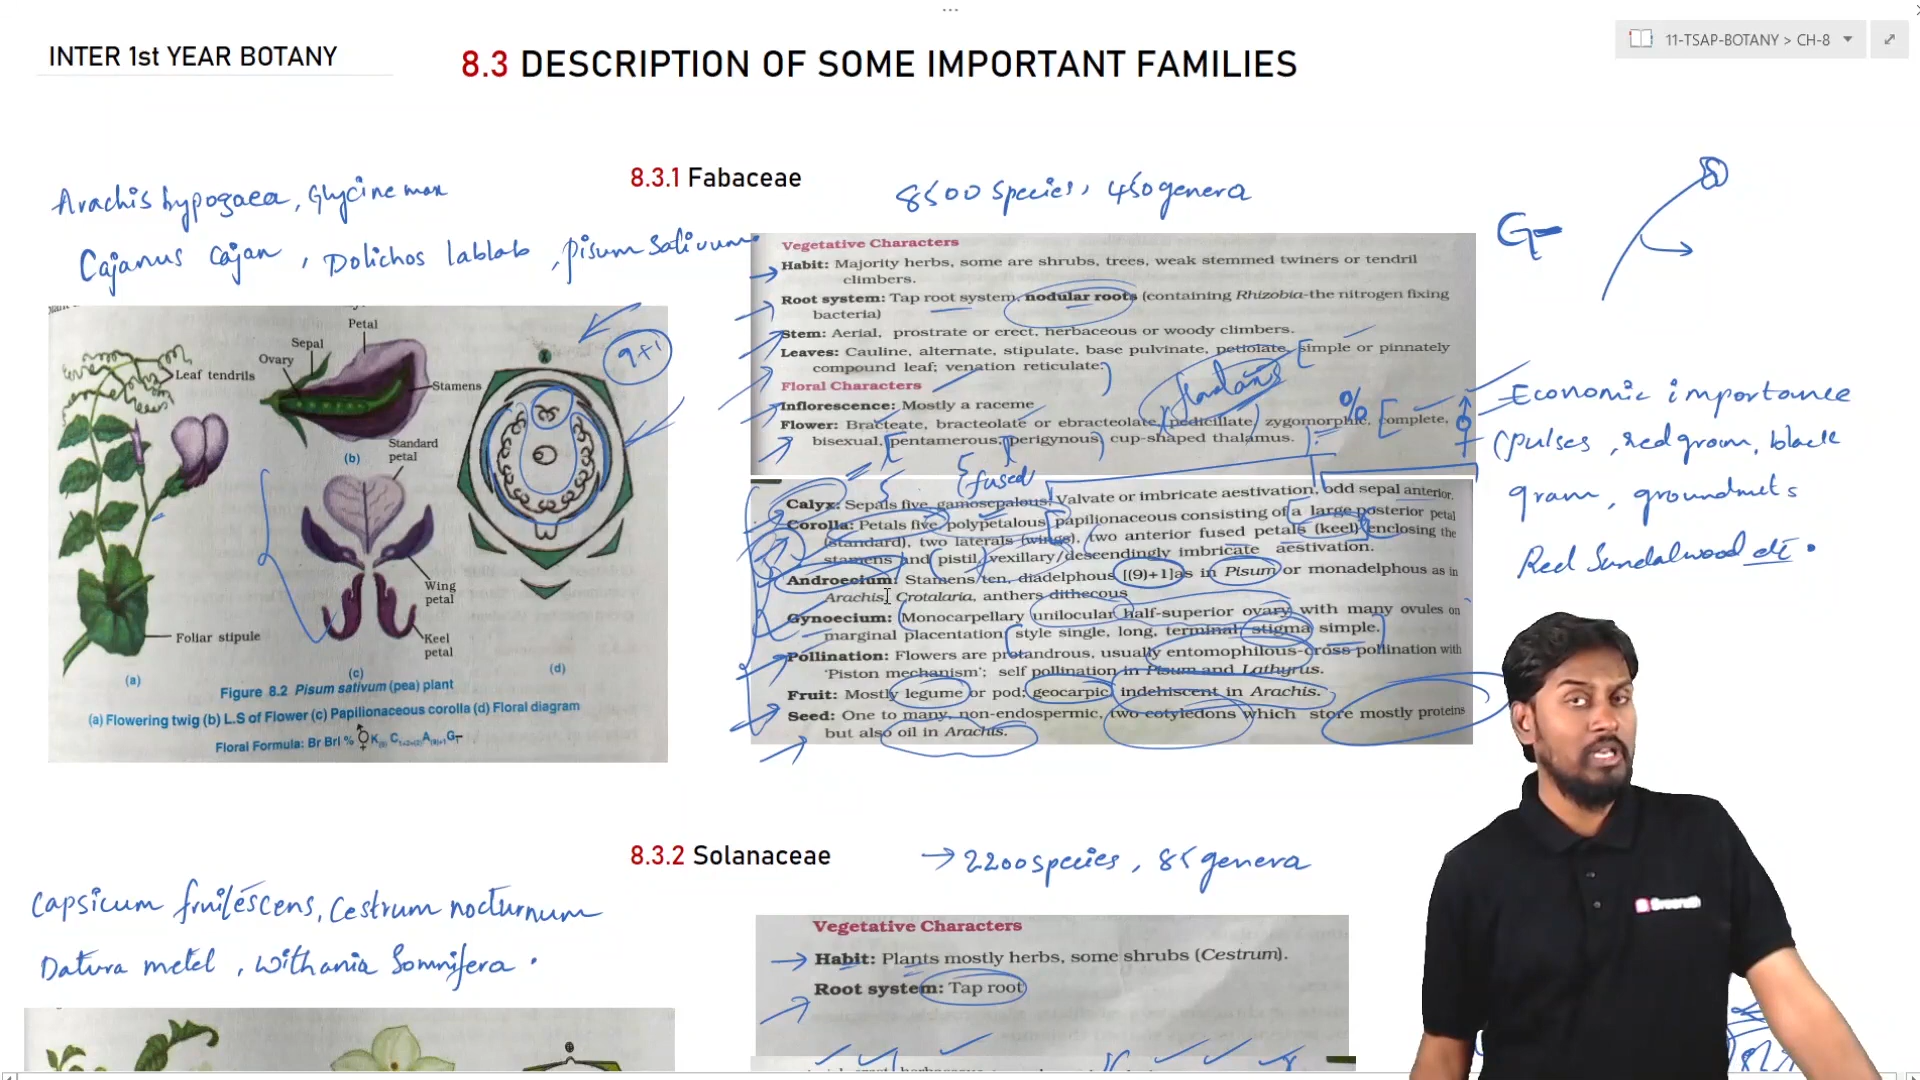 INTER 1st YEAR BOTANY
8.3 DESCRIPTION OF SOME IMPORTANT FAMILIES
11-TSAP-BOTANY > CH-8
8.3.1 Fabaceae
8500 Species, 450 genera
Arachis hypogaea, Glycine max
Cajanus cajan, Dolichos lablab, pisum sativum.
Vegetative Characters
Habit: Majority herbs, some are shrubs, trees, weak stemmed twiners or tendril
climbers.
Root system: Tap root system, nodular roots (containing Rhizobia-the nitrogen fixing
bacteria)
Stem: Aerial, prostrate or erect, herbaceous or woody climbers.
Leaves: Cauline, alternate, stipulate, base pulvinate, petiolate, simple or pinnately
compound leaf; venation reticulate.
Floral Characters
Inflorescence: Mostly a raceme
Flower: Bracteate, bracteolate or ebracteolate, pedicillate, zygomorphic, complete,
bisexual, pentamerous, perigynous, cup-shaped thalamus.
%
5
5 fused
Calyx: Sepals five, gamosepalous, Valvate or imbricate aestivation, odd sepal anterior.
Corolla: Petals five, polypetalous, papilionaceous consisting of a large posterior petal
(standard), two laterals (wings), two anterior fused petals (keel) enclosing the
stamens and pistil, vexillary/descendingly imbricate aestivation.
Androecium: Stamens ten, diadelphous [(9)+1]as in Pisum or monadelphous as in
Arachis, Crotalaria, anthers dithecous
Gynoecium: Monocarpellary unilocular half-superior ovary with many ovules on
marginal placentation style single, long, terminal stigma simple.
Pollination: Flowers are protandrous, usually entomophilous-cross pollination with
'Piston mechanism'; self pollination in Pisum and Lathyrus.
Fruit: Mostly legume or pod; geocarpic, indehiscent in Arachis.
Seed: One to many, non-endospermic, two cotyledons which store mostly proteins
but also oil in Arachis.
G-
Economic importance
(pulses, red gram, black
gram, groundnuts
Red Sandalwood etc.
Petal
Sepal
Ovary
Leaf tendrils
Stamens
9+1
Standard
petal
(b)
Wing
petal
Foliar stipule
Keel
petal
(a)
(c)
(d)
Figure 8.2 Pisum sativum (pea) plant
(a) Flowering twig (b) L.S of Flower (c) Papilionaceous corolla (d) Floral diagram
Floral Formula: Br Brl % K(5) C1+2+(2) A(9)+1 G-
8.3.2 Solanaceae
2200 species, 85 genera
Capsicum frutescens, Cestrum nocturnum
Datura metel, Withania Somnifera.
Vegetative Characters
Habit: Plants mostly herbs, some shrubs (Cestrum).
Root system: Tap root